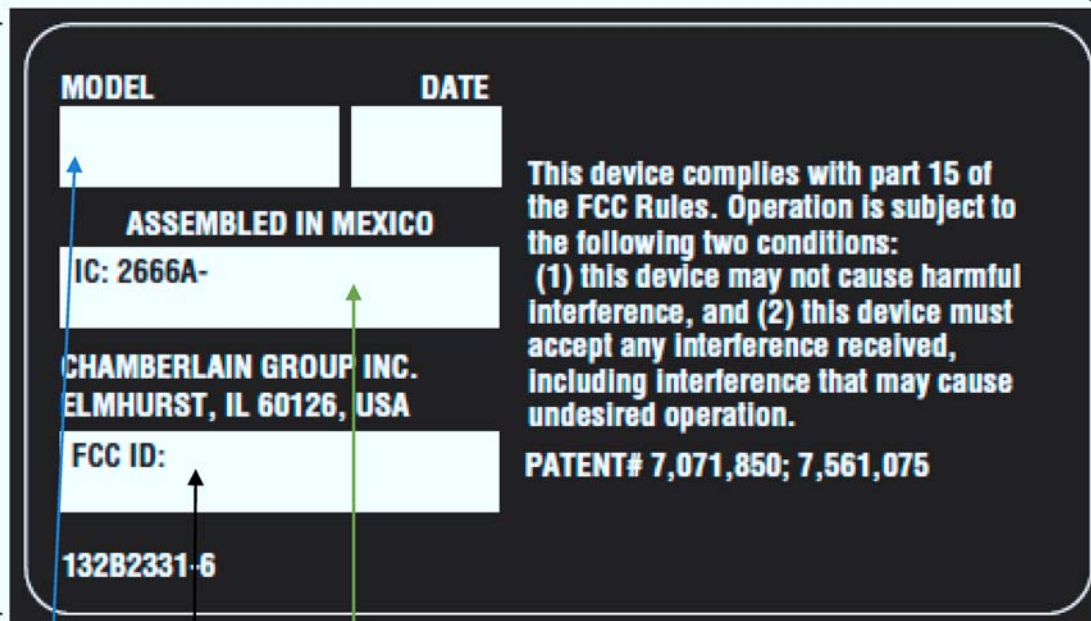 MODEL DATE
ASSEMBLED IN MEXICO
IC: 2666A-
CHAMBERLAIN GROUP INC.
ELMHURST, IL 60126, USA
FCC ID:
132B2331-6
This device complies with part 15 of
the FCC Rules. Operation is subject to
the following two conditions:
(1) this device may not cause harmful
interference, and (2) this device must
accept any interference received,
including interference that may cause
undesired operation.
PATENT# 7,071,850; 7,561,075